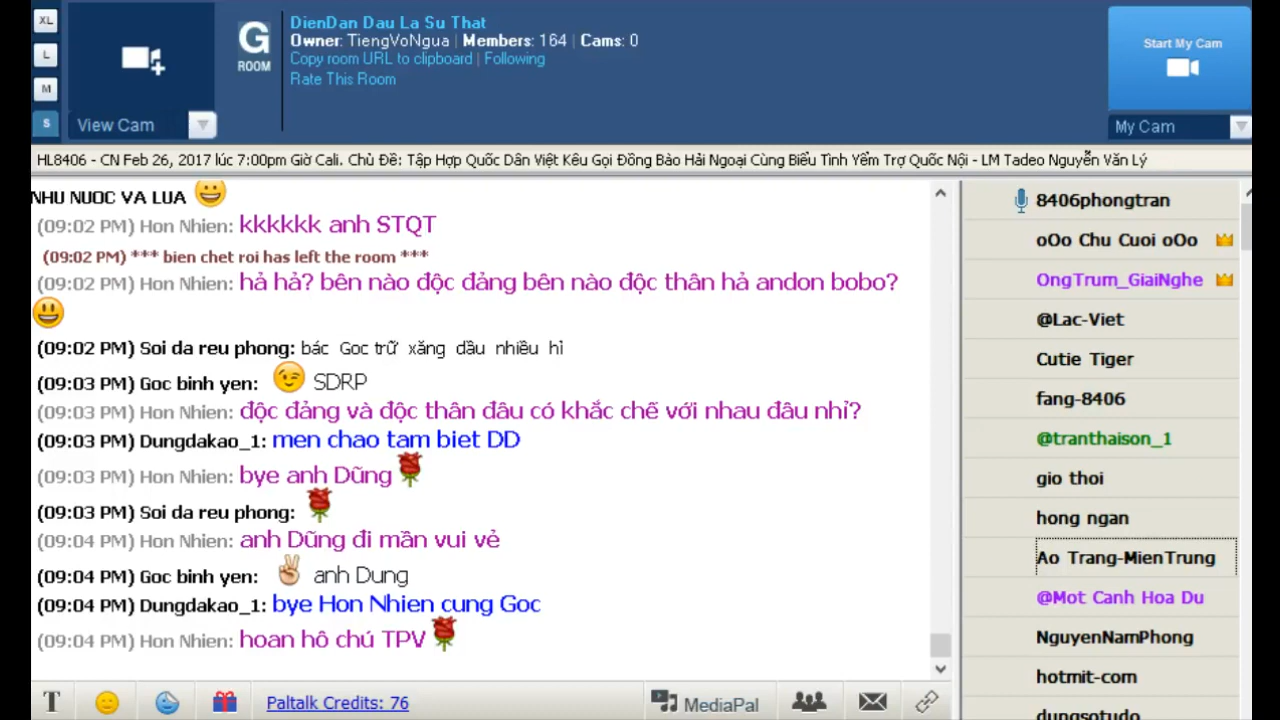 XL
L
M
S
View Cam
G
ROOM
DienDan Dau La Su That
Owner: TiengVoNgua | Members: 164 | Cams: 0
Copy room URL to clipboard | Following
Rate This Room
Start My Cam
My Cam
HL8406 - CN Feb 26, 2017 lúc 7:00pm Giờ Cali. Chủ Đề: Tập Hợp Quốc Dân Việt Kêu Gọi Đồng Bào Hải Ngoại Cùng Biểu Tình Yểm Trợ Quốc Nội - LM Tadeo Nguyễn Văn Lý
NHU NUOC VA LUA
(09:02 PM) Hon Nhien: kkkkkk anh STQT
(09:02 PM) *** bien chet roi has left the room ***
(09:02 PM) Hon Nhien: hả hả? bên nào độc đảng bên nào độc thân hả andon bobo?
(09:02 PM) Soi da reu phong: bác Goc trữ xăng dầu nhiều hỉ
(09:03 PM) Goc binh yen: SDRP
(09:03 PM) Hon Nhien: độc đảng và độc thân đâu có khắc chế với nhau đâu nhỉ?
(09:03 PM) Dungdakao_1: men chao tam biet DD
(09:03 PM) Hon Nhien: bye anh Dũng
(09:03 PM) Soi da reu phong:
(09:04 PM) Hon Nhien: anh Dũng đi mần vui vẻ
(09:04 PM) Goc binh yen: anh Dung
(09:04 PM) Dungdakao_1: bye Hon Nhien cung Goc
(09:04 PM) Hon Nhien: hoan hô chú TPV
8406phongtran
oOo Chu Cuoi oOo
OngTrum_GiaiNghe
@Lac-Viet
Cutie Tiger
fang-8406
@tranthaison_1
gio thoi
hong ngan
Ao Trang-MienTrung
@Mot Canh Hoa Du
NguyenNamPhong
hotmit-com
dungsotudo
T
Paltalk Credits: 76
MediaPal